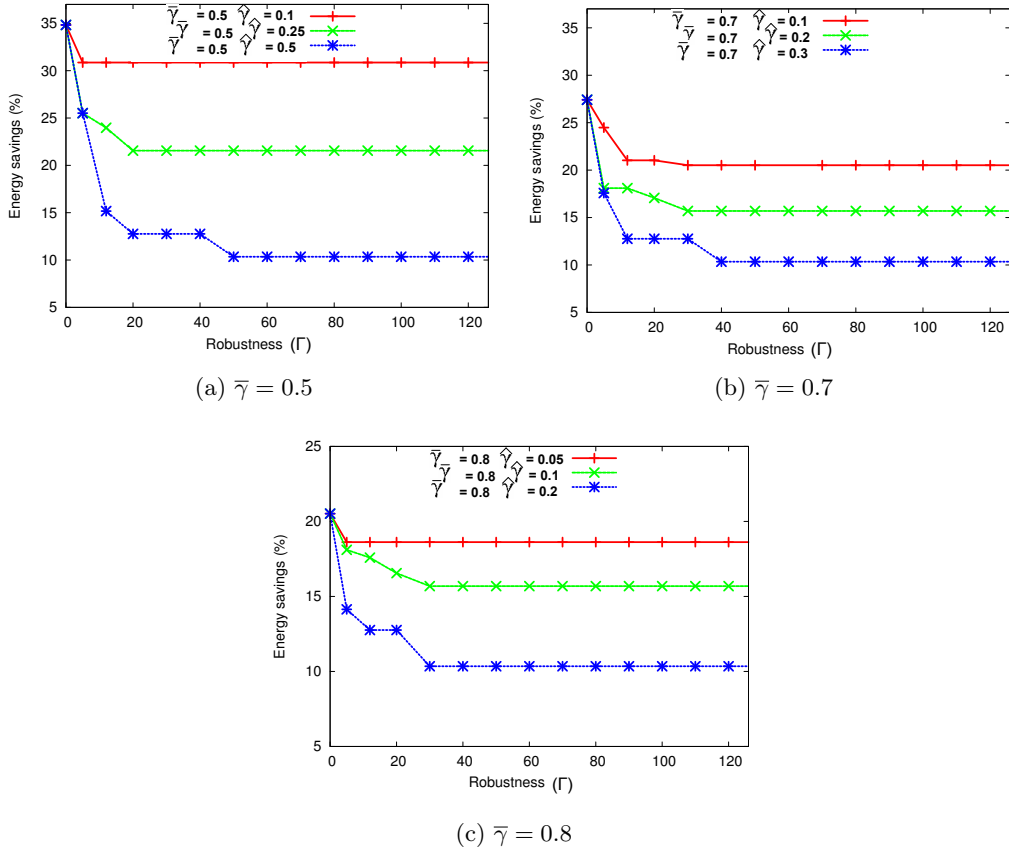 γ̅ = 0.5 γ̂ = 0.1
γ̅ = 0.5 γ̂ = 0.25
γ̅ = 0.5 γ̂ = 0.5
35
30
25
20
15
10
5
Energy savings (%)
0 20 40 60 80 100 120
Robustness (Γ)
(a) γ̅ = 0.5
γ̅ = 0.7 γ̂ = 0.1
γ̅ = 0.7 γ̂ = 0.2
γ̅ = 0.7 γ̂ = 0.3
35
30
25
20
15
10
5
Energy savings (%)
0 20 40 60 80 100 120
Robustness (Γ)
(b) γ̅ = 0.7
γ̅ = 0.8 γ̂ = 0.05
γ̅ = 0.8 γ̂ = 0.1
γ̅ = 0.8 γ̂ = 0.2
25
20
15
10
5
Energy savings (%)
0 20 40 60 80 100 120
Robustness (Γ)
(c) γ̅ = 0.8